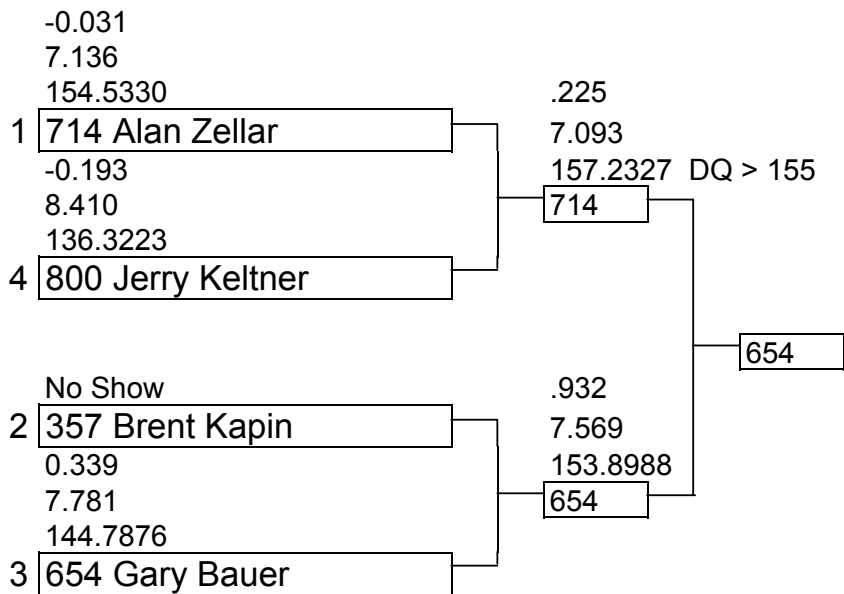 -0.031
7.136
154.5330
1 714 Alan Zellar
-0.193
8.410
136.3223
4 800 Jerry Keltner
.225
7.093
157.2327 DQ > 155
714
No Show
2 357 Brent Kapin
0.339
7.781
144.7876
3 654 Gary Bauer
.932
7.569
153.8988
654
654